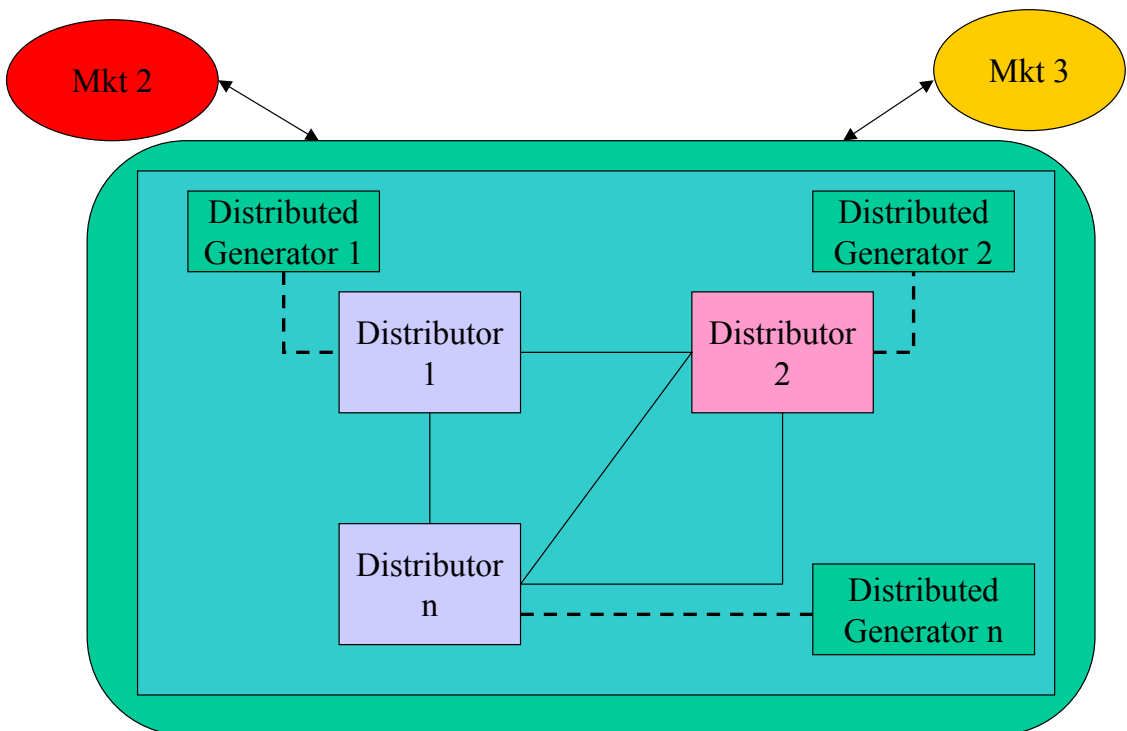 Mkt 2
Mkt 3
Distributed
Generator 1
Distributed
Generator 2
Distributor
1
Distributor
2
Distributor
n
Distributed
Generator n